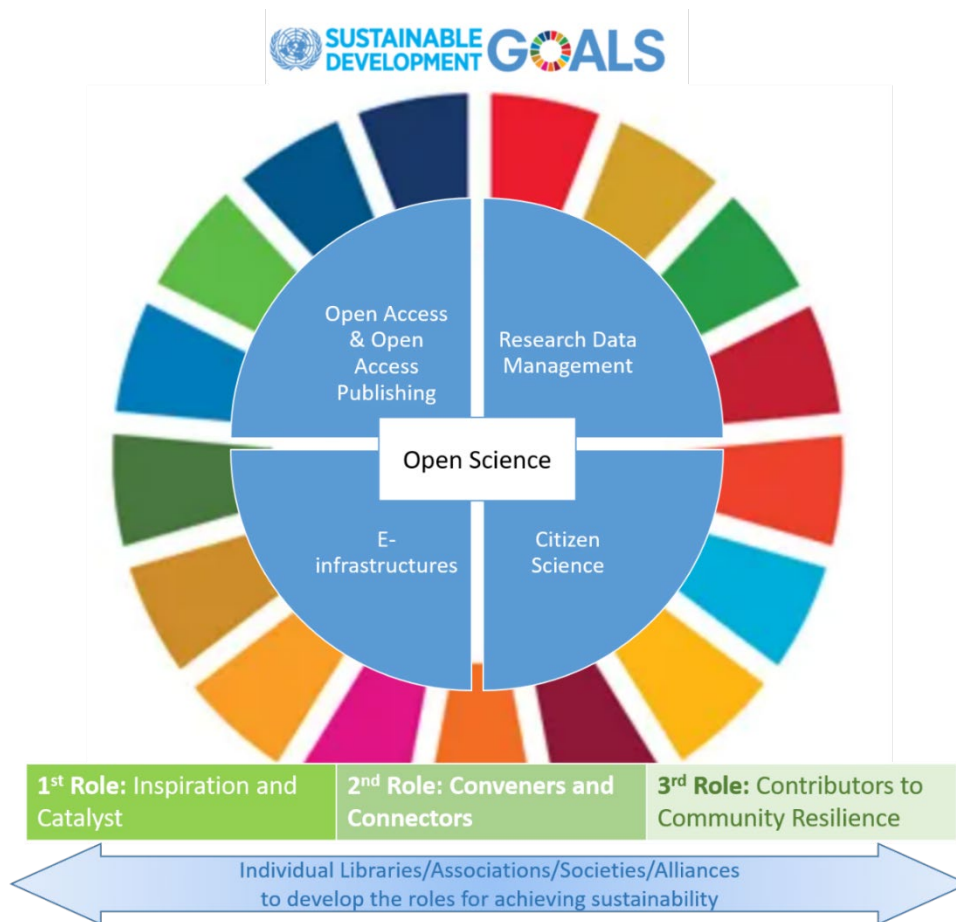 SUSTAINABLE
DEVELOPMENT
GOALS
Open Access
& Open
Access
Publishing
Research Data
Management
Open Science
E-
infrastructures
Citizen
Science
1st Role: Inspiration and
Catalyst
2nd Role: Conveners and
Connectors
3rd Role: Contributors to
Community Resilience
Individual Libraries/Associations/Societies/Alliances
to develop the roles for achieving sustainability